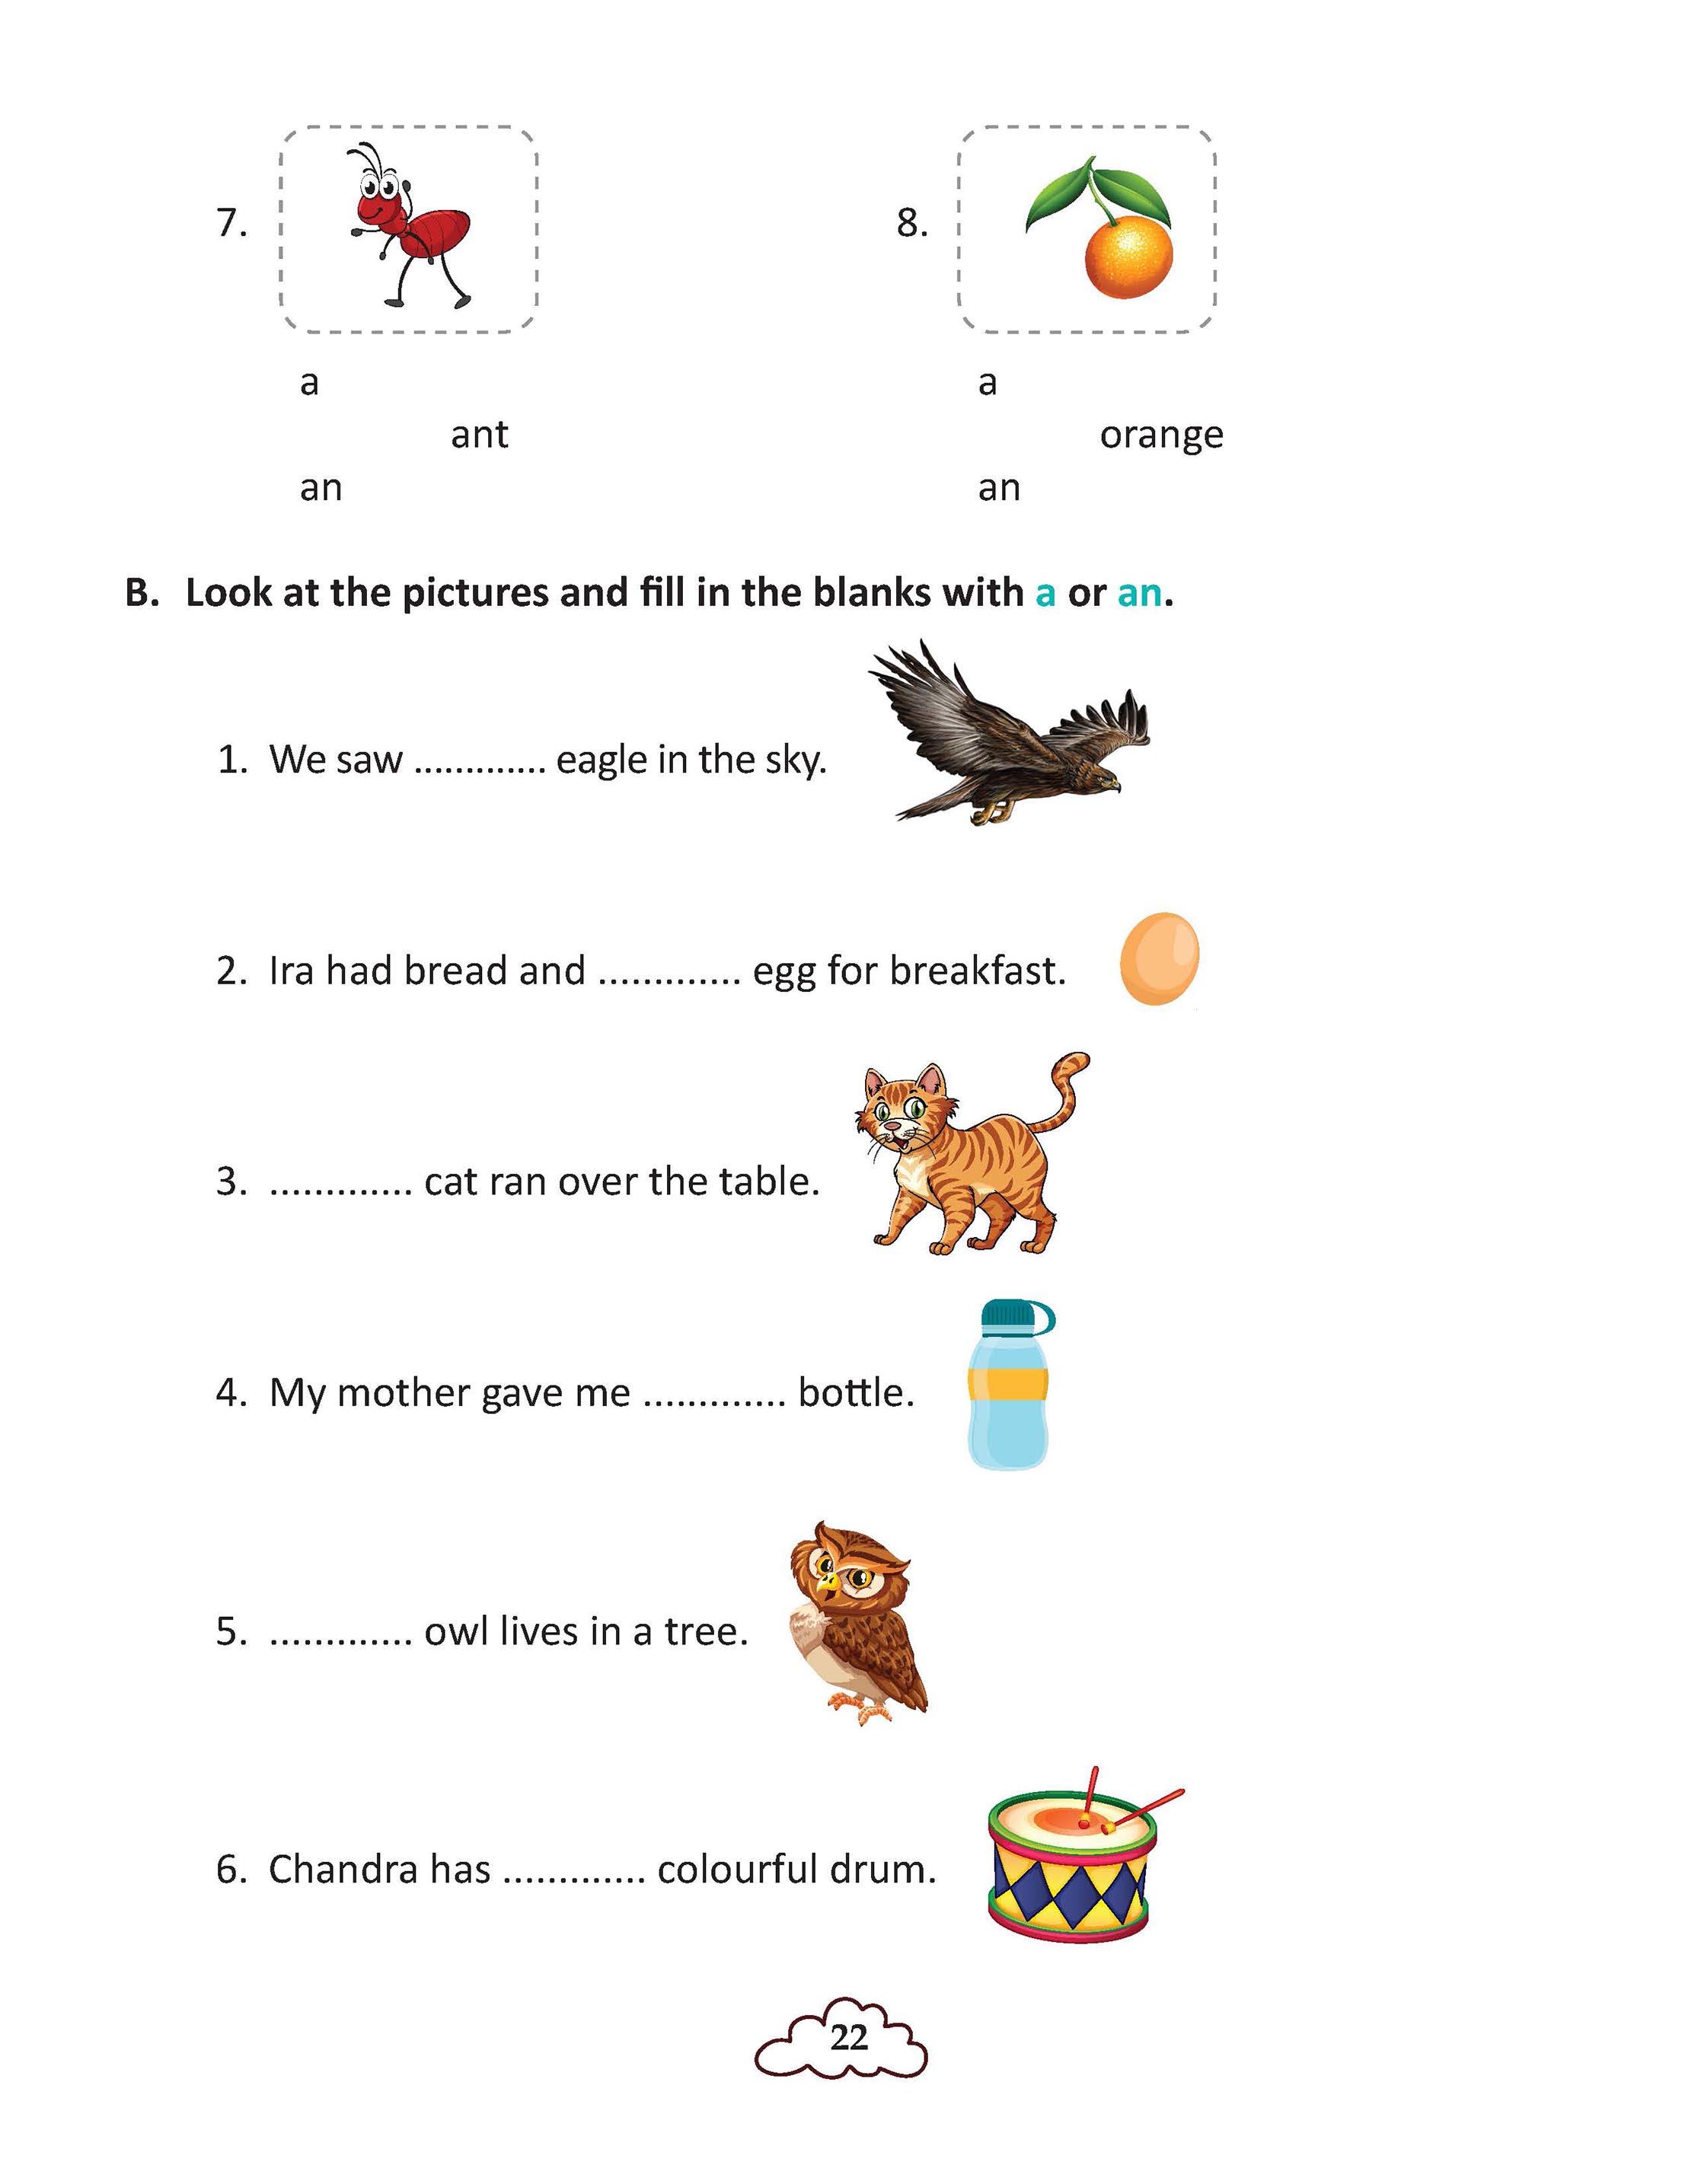 7.
8.
a
a
ant
orange
an
an
B. Look at the pictures and fill in the blanks with a or an.
1. We saw ............. eagle in the sky.
2. Ira had bread and ............. egg for breakfast.
3. ............. cat ran over the table.
4. My mother gave me ............. bottle.
5. ............. owl lives in a tree.
6. Chandra has ............. colourful drum.
22